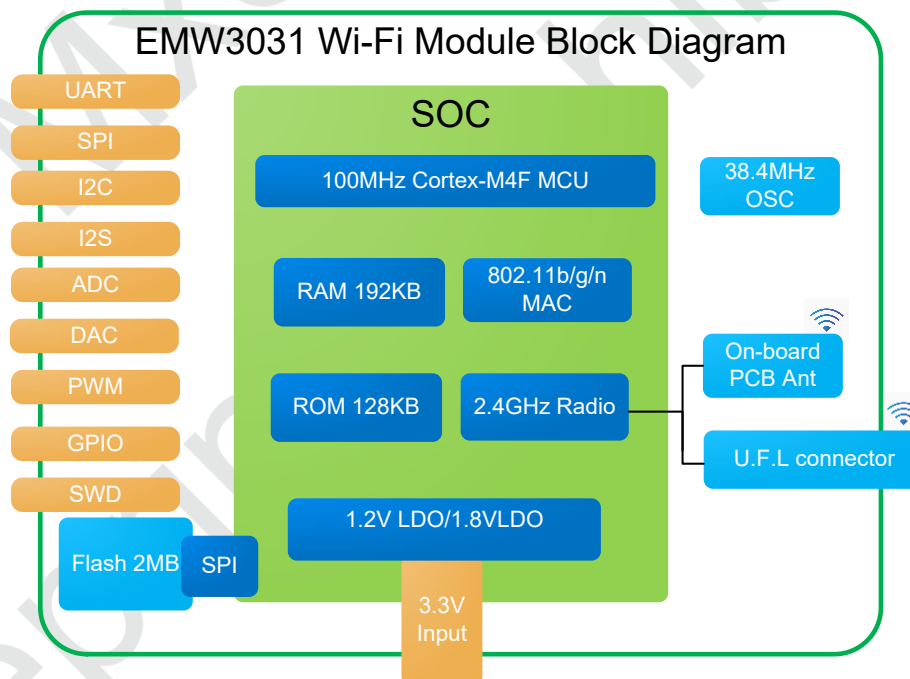 EMW3031 Wi-Fi Module Block Diagram
UART
SPI
I2C
I2S
ADC
DAC
PWM
GPIO
SWD
Flash 2MB
SPI
SOC
100MHz Cortex-M4F MCU
RAM 192KB
802.11b/g/n
MAC
ROM 128KB
2.4GHz Radio
1.2V LDO/1.8VLDO
3.3V
Input
38.4MHz
OSC
On-board
PCB Ant
U.F.L connector